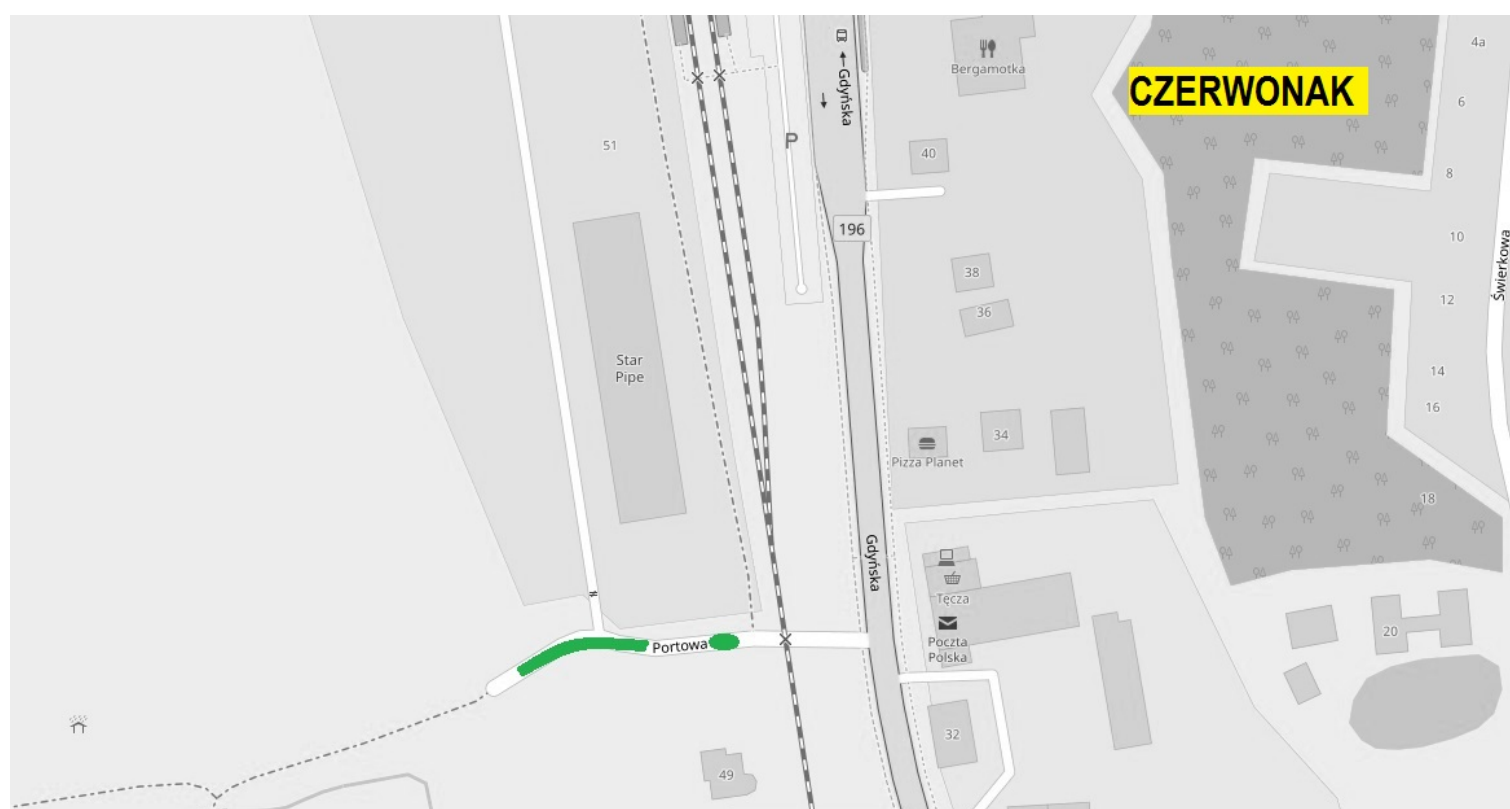 4a
Bergamotka
CZERWONAK
6
←Gdyńska
→
P
51
40
8
196
10
Świerkowa
38
12
36
Star
Pipe
14
16
34
Pizza Planet
18
Gdyńska
Tęcza
Poczta
Polska
20
Portowa
32
49